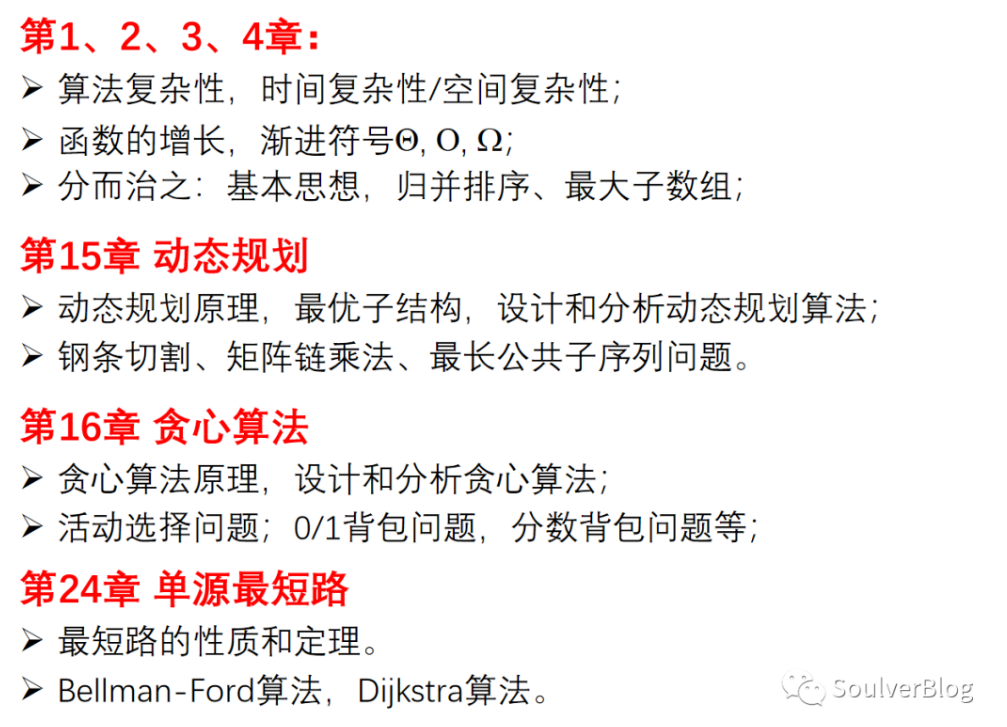 第1、2、3、4章：
➢ 算法复杂性，时间复杂性/空间复杂性；
➢ 函数的增长，渐进符号Θ, O, Ω；
➢ 分而治之：基本思想，归并排序、最大子数组；
第15章 动态规划
➢ 动态规划原理，最优子结构，设计和分析动态规划算法；
➢ 钢条切割、矩阵链乘法、最长公共子序列问题。
第16章 贪心算法
➢ 贪心算法原理，设计和分析贪心算法；
➢ 活动选择问题；0/1背包问题，分数背包问题等；
第24章 单源最短路
➢ 最短路的性质和定理。
➢ Bellman-Ford算法，Dijkstra算法。
SoulverBlog